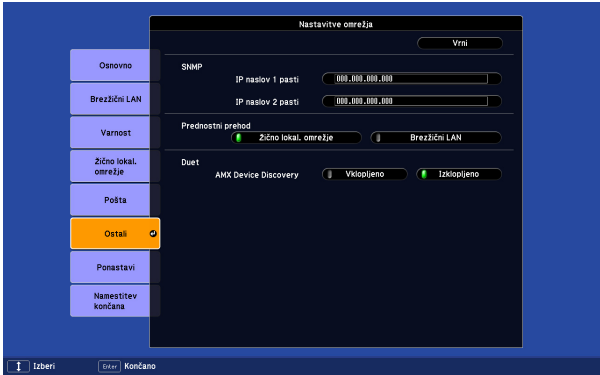 Nastavitve omrežja
Vrni
Osnovno
Brezžični LAN
Varnost
Žično lokal.
omrežje
Pošta
Ostali
Ponastavi
Namestitev
končana
SNMP
IP naslov 1 pasti 000.000.000.000
IP naslov 2 pasti 000.000.000.000
Prednostni prehod
Žično lokal. omrežje Brezžični LAN
Duet
AMX Device Discovery Vklopljeno Izklopljeno
Izberi Enter Končano